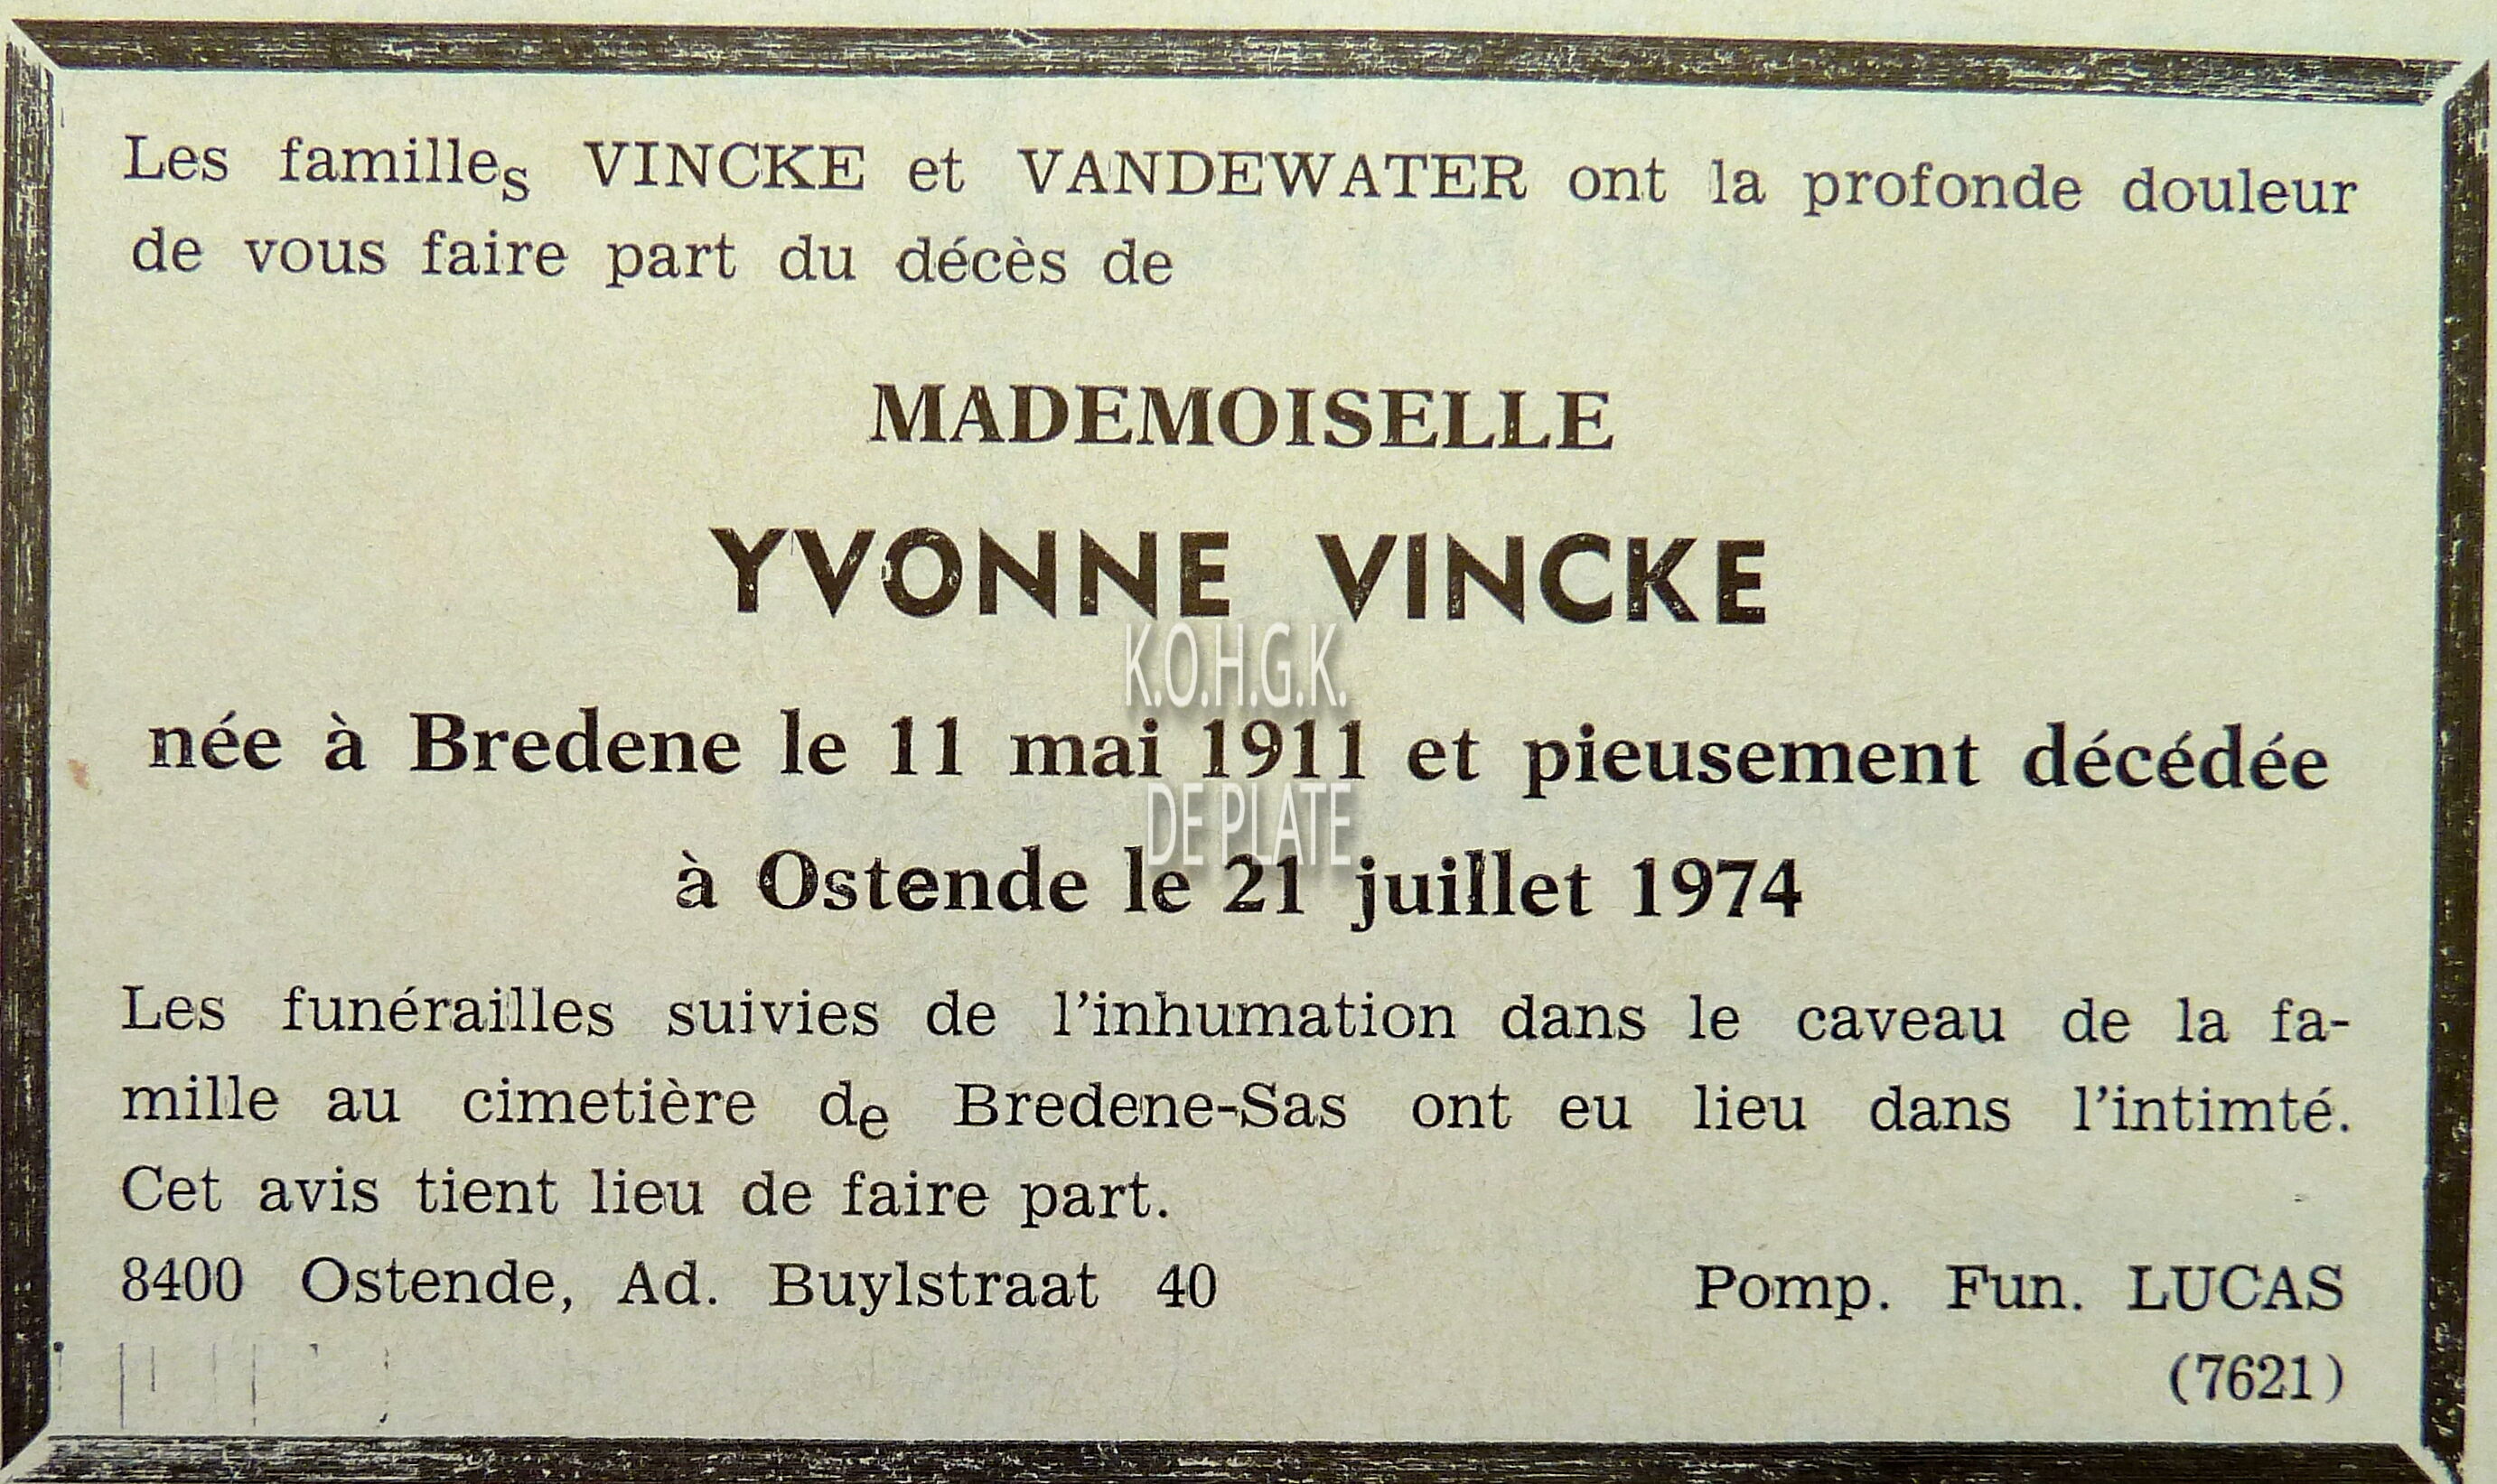 Les familles VINCKE et VANDEWATER ont la profonde douleur
de vous faire part du décès de
MADEMOISELLE
YVONNE VINCKE
K.O.H.G.K.
née à Bredene le 11 mai 1911 et pieusement décédée
DE PLATE
à Ostende le 21 juillet 1974
Les funérailles suivies de l'inhumation dans le caveau de la fa-
mille au cimetière de Bredene-Sas ont eu lieu dans l'intimté.
Cet avis tient lieu de faire part.
8400 Ostende, Ad. Buylstraat 40 Pomp. Fun. LUCAS
(7621)